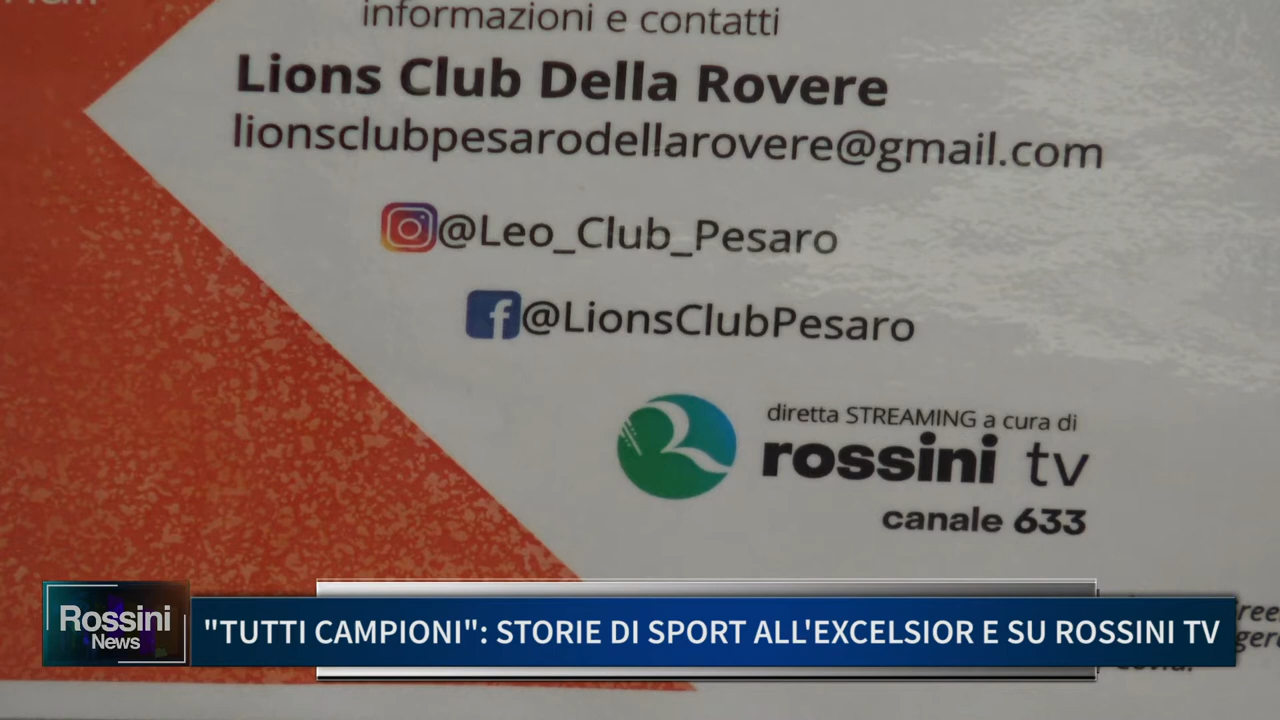 informazioni e contatti
Lions Club Della Rovere
lionsclubpesarodellarovere@gmail.com
@Leo_Club_Pesaro
@LionsClubPesaro
diretta STREAMING a cura di
rossini tv
canale 633
Rossini
News
"TUTTI CAMPIONI": STORIE DI SPORT ALL'EXCELSIOR E SU ROSSINI TV